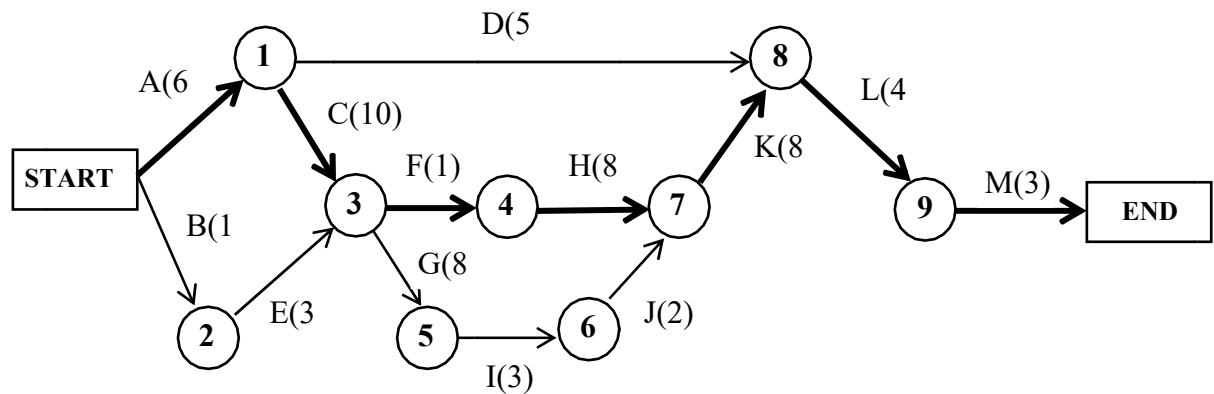 D(5
1
8
A(6
L(4
C(10)
K(8
F(1)
H(8
START
3
4
7
9
M(3)
END
B(1
G(8
E(3
J(2)
2
5
6
I(3)